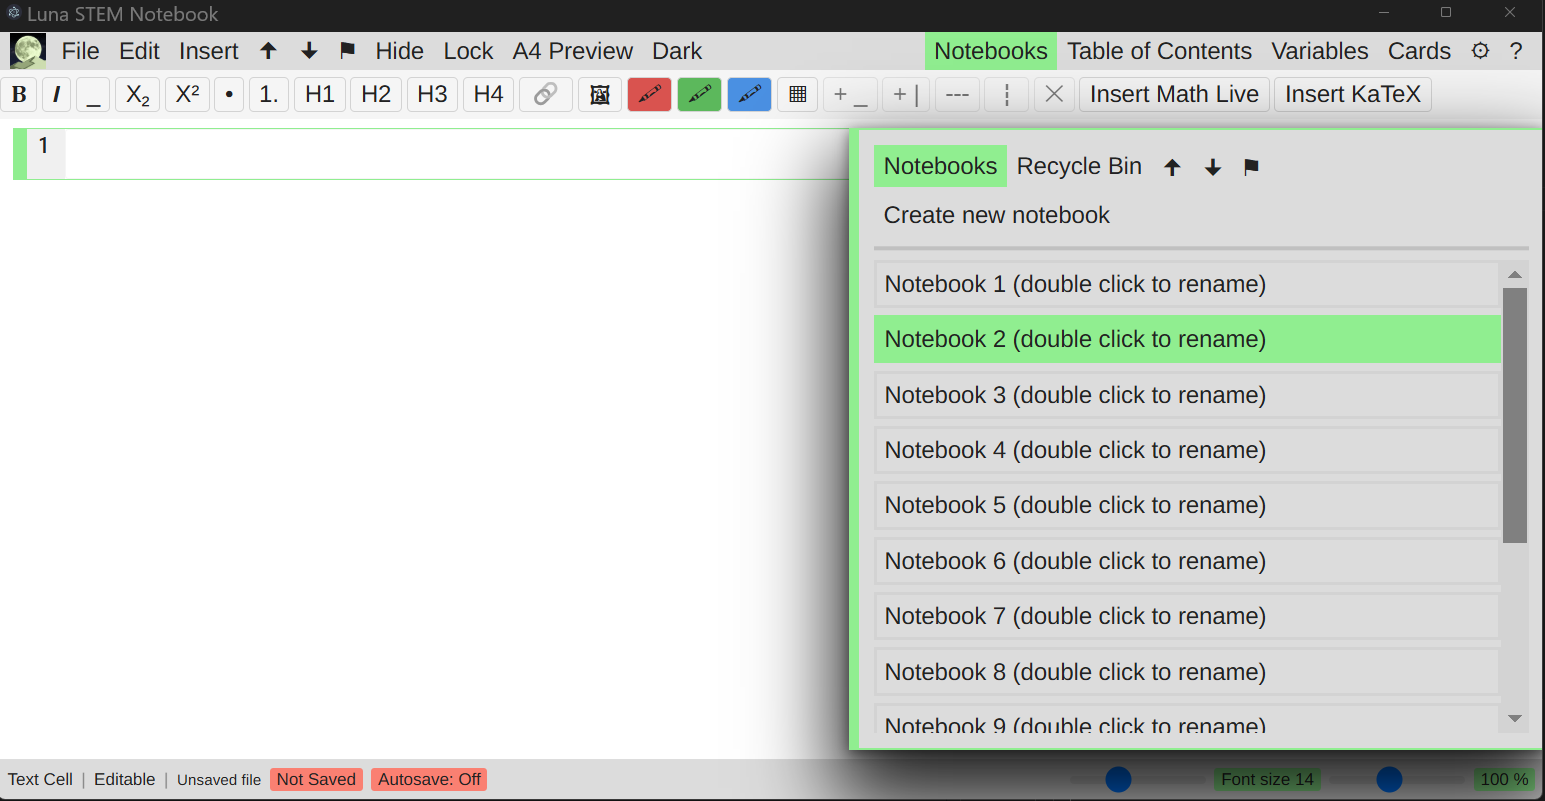 Luna STEM Notebook
File Edit Insert Hide Lock A4 Preview Dark Notebooks Table of Contents Variables Cards ?
B I _ X₂ X² • 1. H1 H2 H3 H4 + _ + | --- ¦ Insert Math Live Insert KaTeX
1
Notebooks Recycle Bin
Create new notebook
Notebook 1 (double click to rename)
Notebook 2 (double click to rename)
Notebook 3 (double click to rename)
Notebook 4 (double click to rename)
Notebook 5 (double click to rename)
Notebook 6 (double click to rename)
Notebook 7 (double click to rename)
Notebook 8 (double click to rename)
Notebook 9 (double click to rename)
Text Cell | Editable | Unsaved file Not Saved Autosave: Off Font size 14 100 %